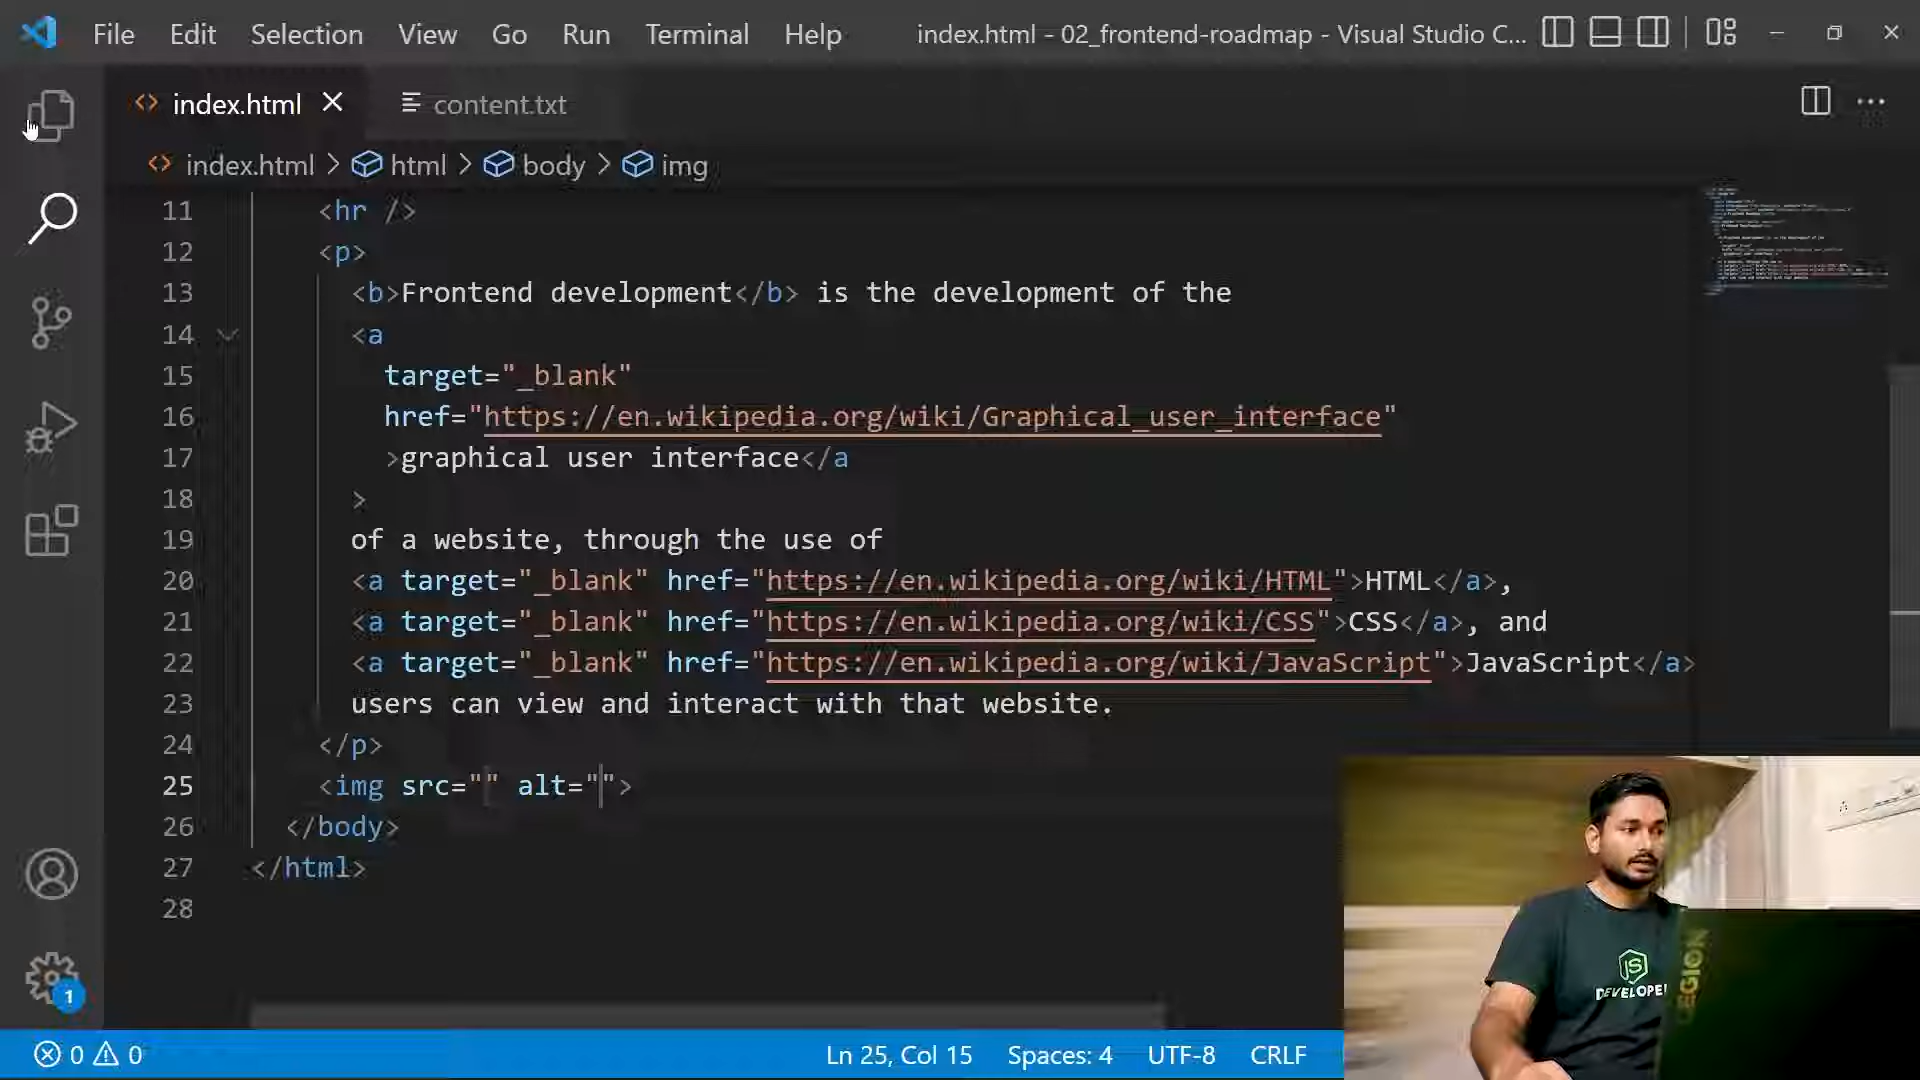 File Edit Selection View Go Run Terminal Help index.html - 02_frontend-roadmap - Visual Studio C...
index.html content.txt
index.html > html > body > img
11 <hr />
12 <p>
13 <b>Frontend development</b> is the development of the
14 <a
15 target="_blank"
16 href="https://en.wikipedia.org/wiki/Graphical_user_interface"
17 >graphical user interface</a
18 >
19 of a website, through the use of
20 <a target="_blank" href="https://en.wikipedia.org/wiki/HTML">HTML</a>,
21 <a target="_blank" href="https://en.wikipedia.org/wiki/CSS">CSS</a>, and
22 <a target="_blank" href="https://en.wikipedia.org/wiki/JavaScript">JavaScript</a>
23 users can view and interact with that website.
24 </p>
25 <img src="" alt="">
26 </body>
27 </html>
28
1
JS
DEVELOPE!
LEGION
0 0 Ln 25, Col 15 Spaces: 4 UTF-8 CRLF